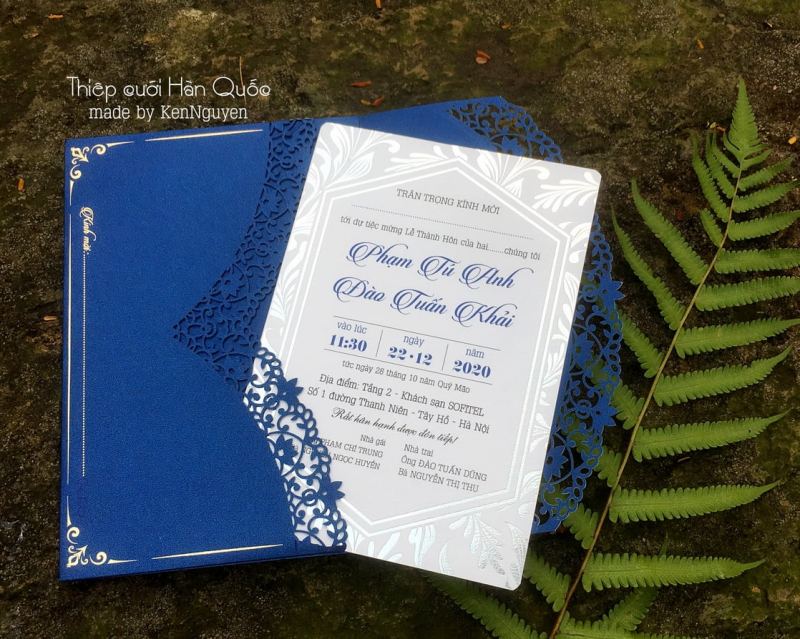 Thiệp cưới Hàn Quốc
made by KenNguyen
Kính mời:
TRÂN TRỌNG KÍNH MỜI
tới dự tiệc mừng Lễ Thành Hôn của hai.......chúng tôi
Phạm Tú Anh
Đào Tuấn Khải
vào lúc ngày năm
11:30 22·12 2020
tức ngày 28 tháng 10 năm Quý Mão
Địa điểm: Tầng 2 - Khách sạn SOFITEL
Số 1 đường Thanh Niên - Tây Hồ - Hà Nội
Rất hân hạnh được đón tiếp!
Nhà gái
PHẠM CHÍ TRUNG
NGỌC HUYỀN
Nhà trai
Ông ĐÀO TUẤN DŨNG
Bà NGUYỄN THỊ THU